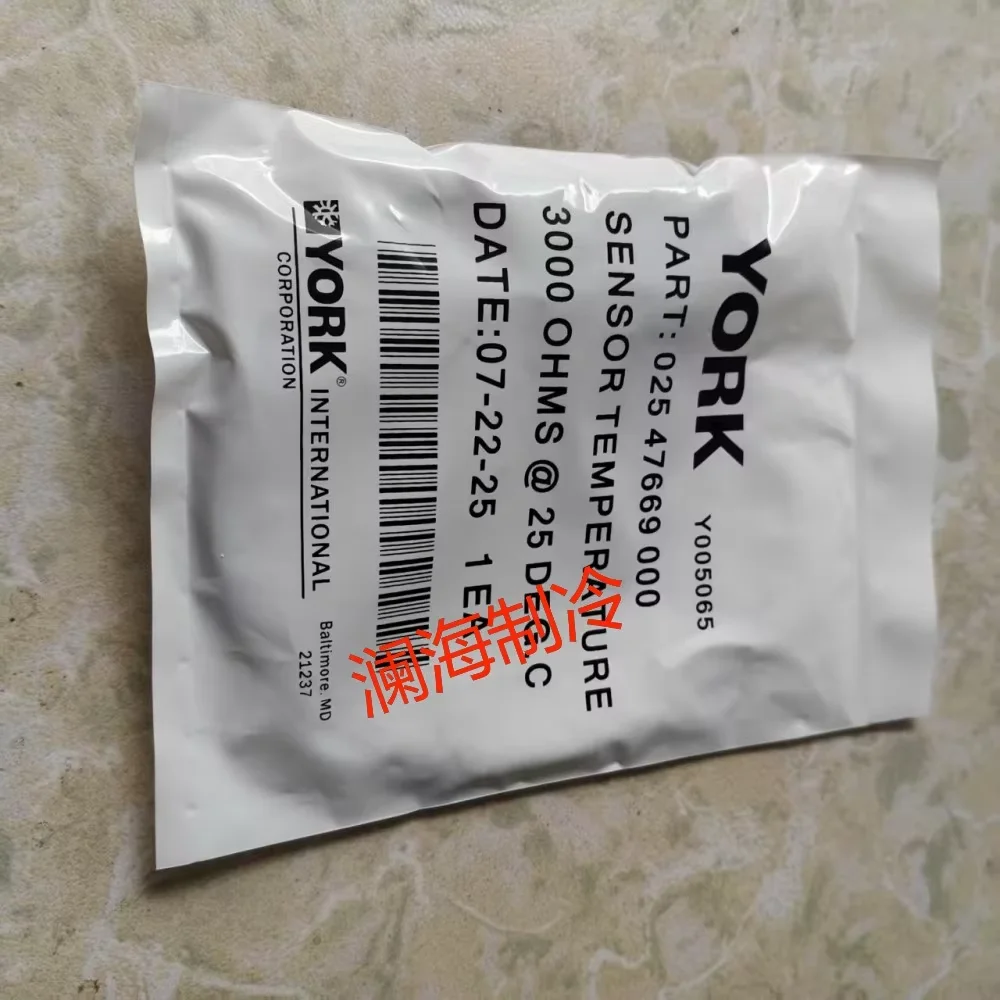 YORK Y005065
PART: 025 47669 000
SENSOR TEMPERATURE
3000 OHMS @ 25 DEG.C
DATE:07-22-25 1 EA
YORK® INTERNATIONAL
CORPORATION
Baltimore. MD
21237
澜海制冷